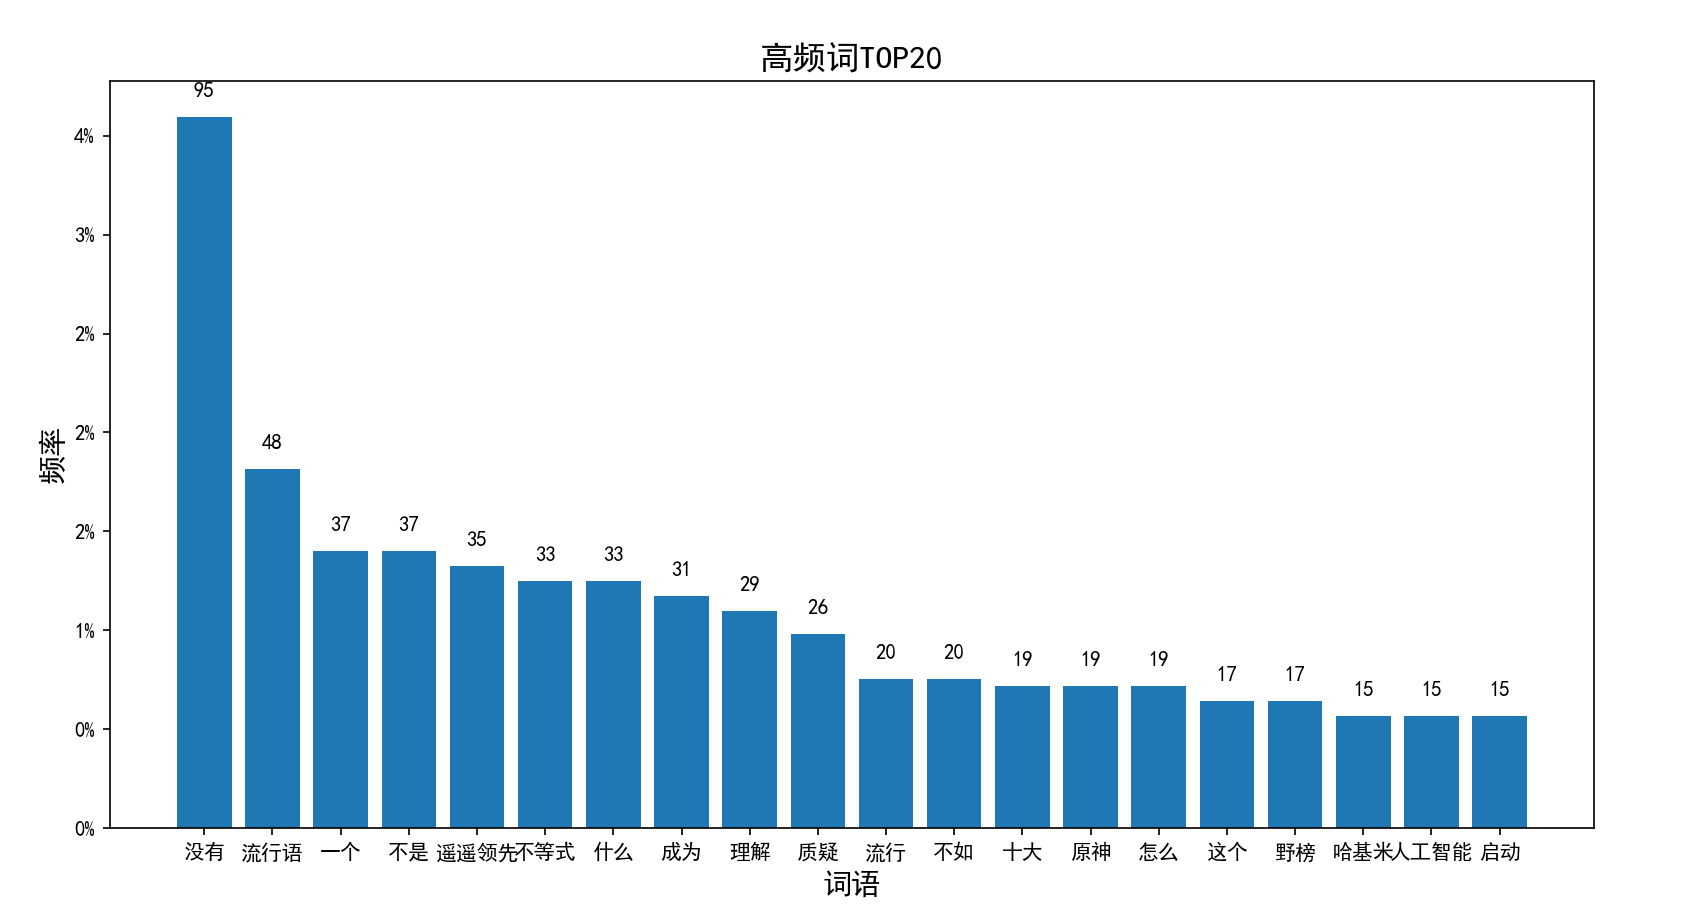 高频词TOP20
频率
4%
3%
2%
2%
2%
1%
0%
0%
95
48
37
37
35
33
33
31
29
26
20
20
19
19
19
17
17
15
15
15
没有
流行语
一个
不是
遥遥领先
不等式
什么
成为
理解
质疑
流行
不如
十大
原神
怎么
这个
野榜
哈基米
人工智能
启动
词语